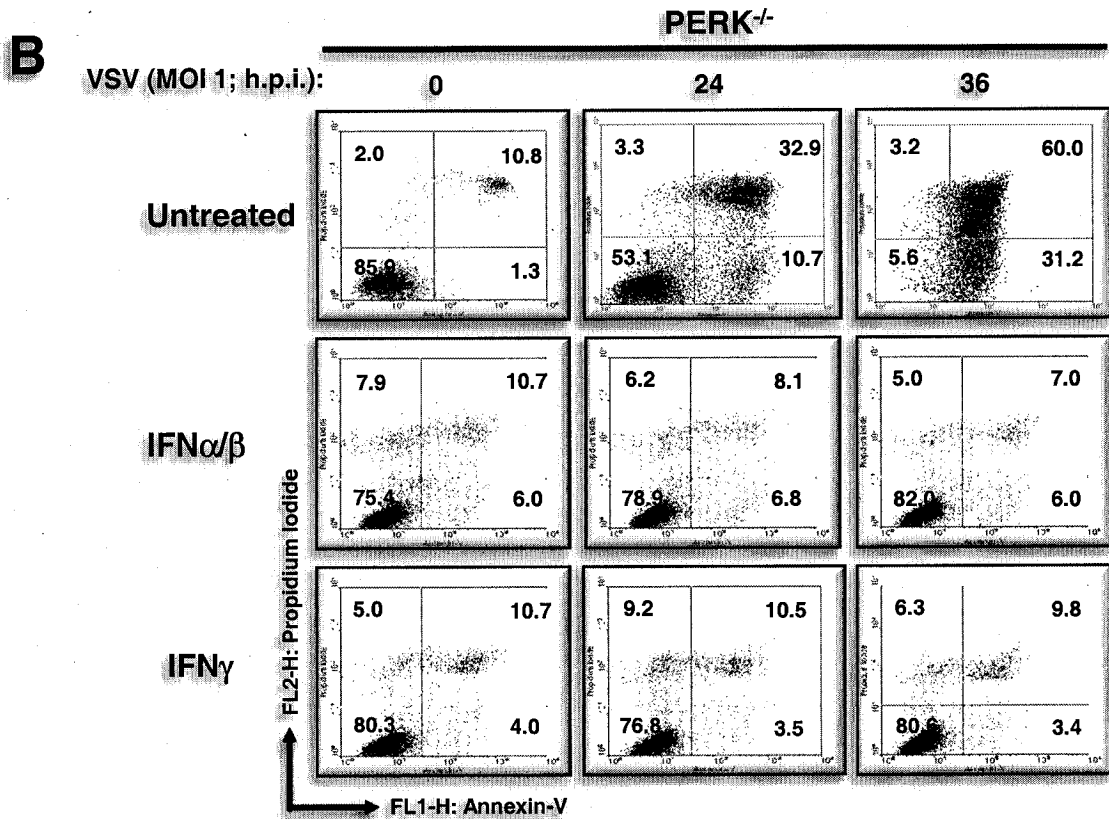 B
PERK-/-
VSV (MOI 1; h.p.i.):
0 24 36
Untreated
2.0 10.8
85.9 1.3
3.3 32.9
53.1 10.7
3.2 60.0
5.6 31.2
IFNα/β
7.9 10.7
75.4 6.0
6.2 8.1
78.9 6.8
5.0 7.0
82.0 6.0
IFNγ
5.0 10.7
80.3 4.0
9.2 10.5
76.8 3.5
6.3 9.8
80.6 3.4
FL2-H: Propidium Iodide
FL1-H: Annexin-V